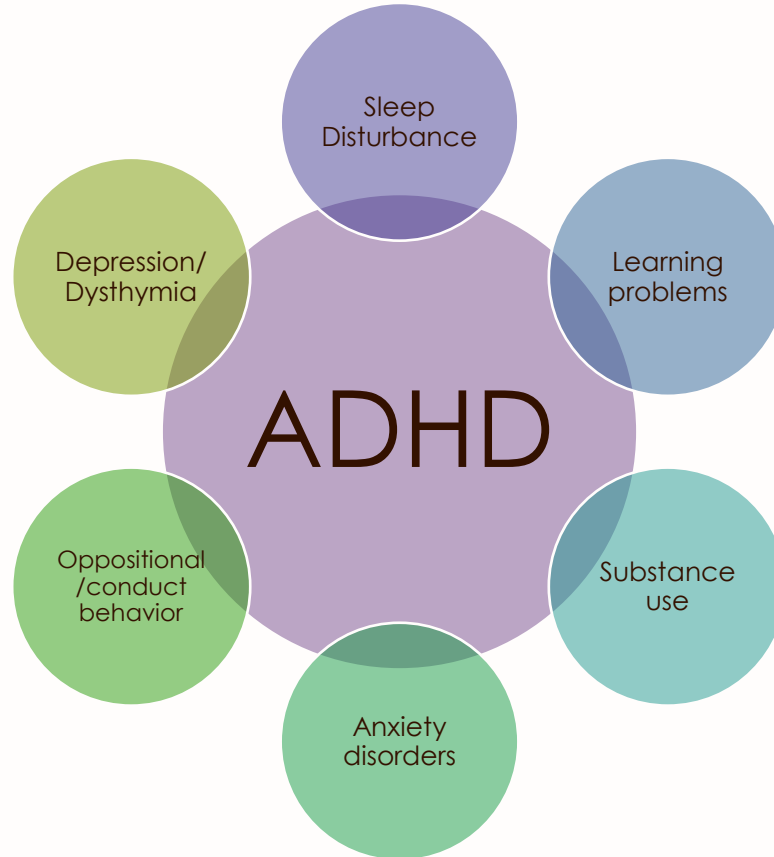 Sleep
Disturbance
Learning
problems
Substance
use
Anxiety
disorders
Oppositional
/conduct
behavior
Depression/
Dysthymia
ADHD